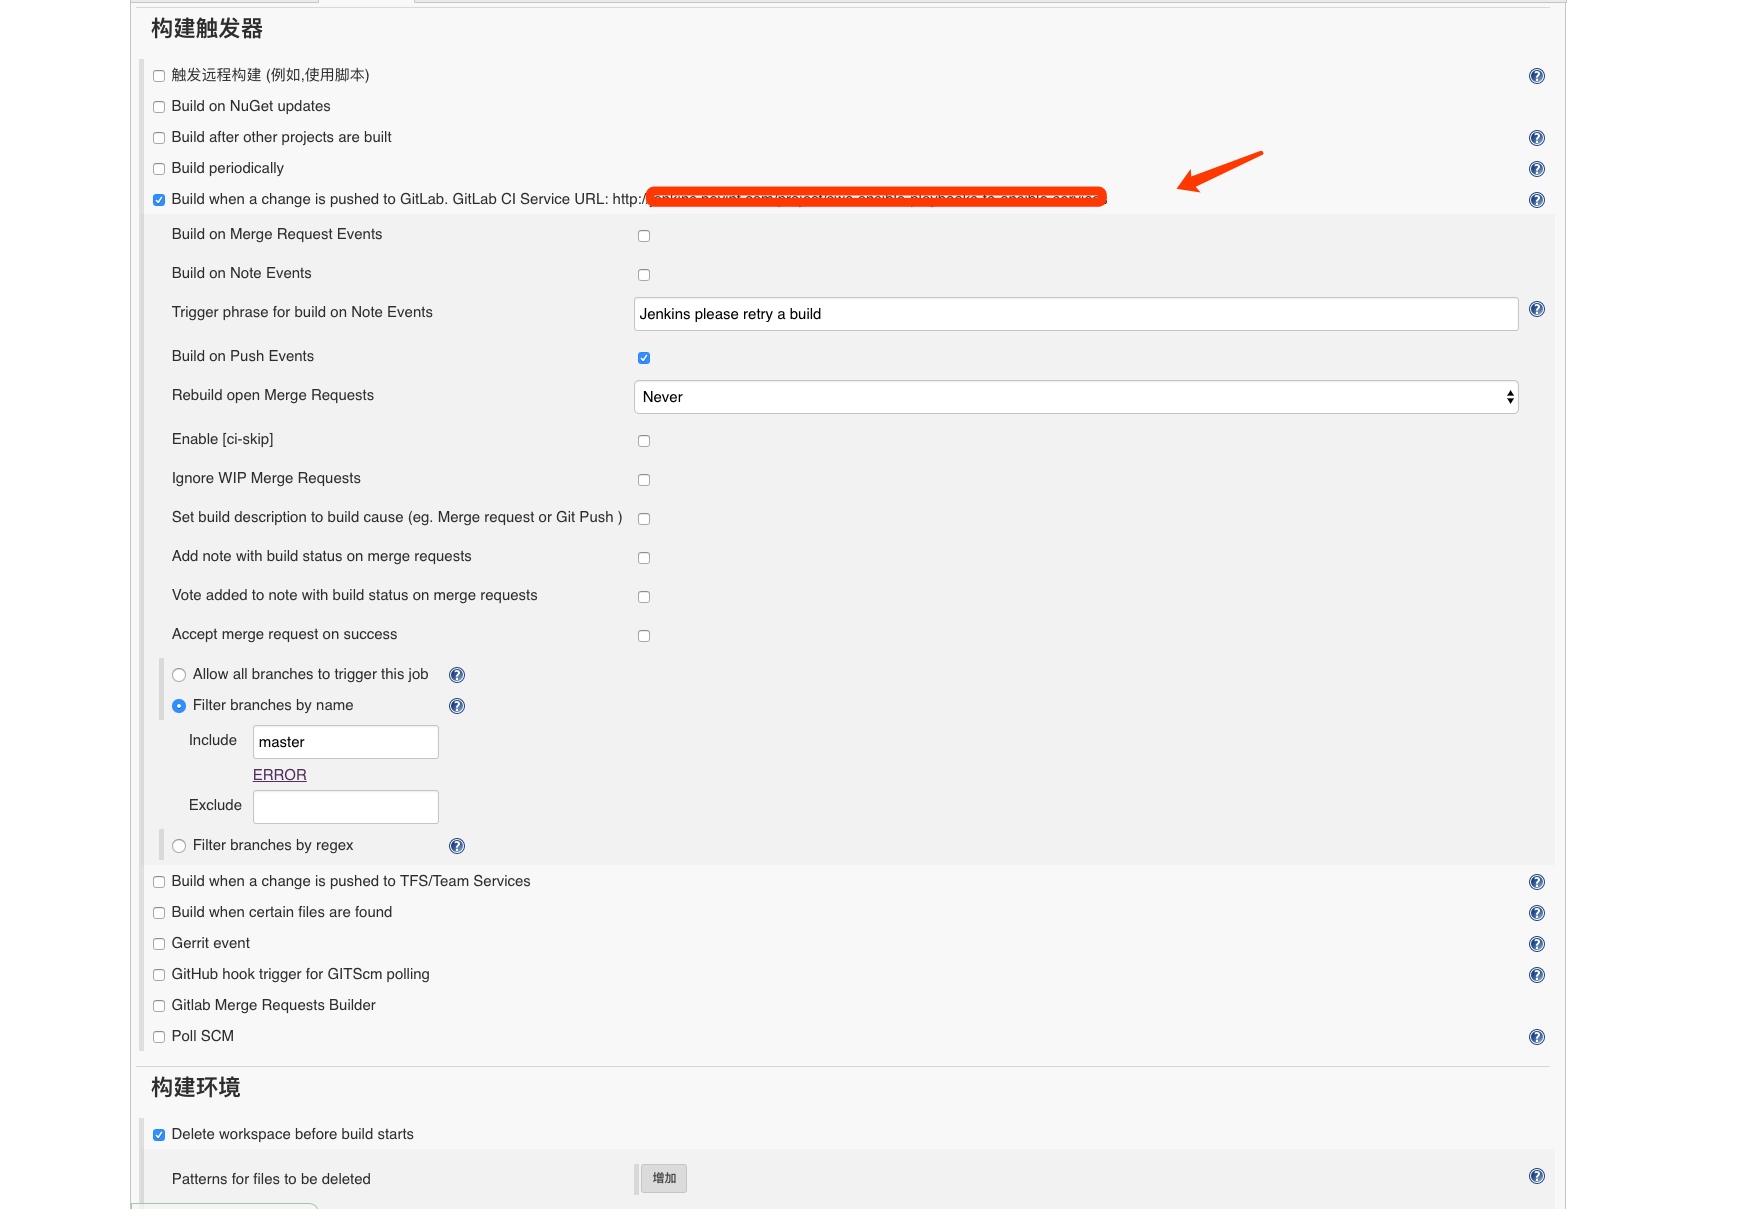 构建触发器
触发远程构建 (例如,使用脚本)
Build on NuGet updates
Build after other projects are built
Build periodically
Build when a change is pushed to GitLab. GitLab CI Service URL: http:/
Build on Merge Request Events
Build on Note Events
Trigger phrase for build on Note Events
Jenkins please retry a build
Build on Push Events
Rebuild open Merge Requests
Never
Enable [ci-skip]
Ignore WIP Merge Requests
Set build description to build cause (eg. Merge request or Git Push )
Add note with build status on merge requests
Vote added to note with build status on merge requests
Accept merge request on success
Allow all branches to trigger this job
Filter branches by name
Include
master
ERROR
Exclude
Filter branches by regex
Build when a change is pushed to TFS/Team Services
Build when certain files are found
Gerrit event
GitHub hook trigger for GITScm polling
Gitlab Merge Requests Builder
Poll SCM
构建环境
Delete workspace before build starts
Patterns for files to be deleted
增加